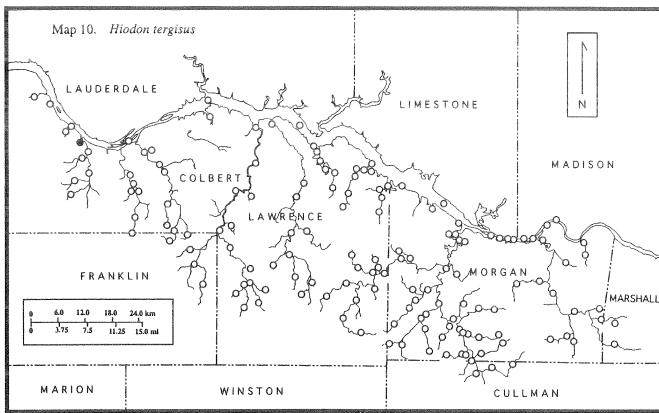 Map 10. Hiodon tergisus
LAUDERDALE
LIMESTONE
N
MADISON
COLBERT
LAWRENCE
FRANKLIN
MORGAN
MARSHALL
0 6.0 12.0 18.0 24.0 km
0 3.75 7.5 11.25 15.0 mi
MARION
WINSTON
CULLMAN